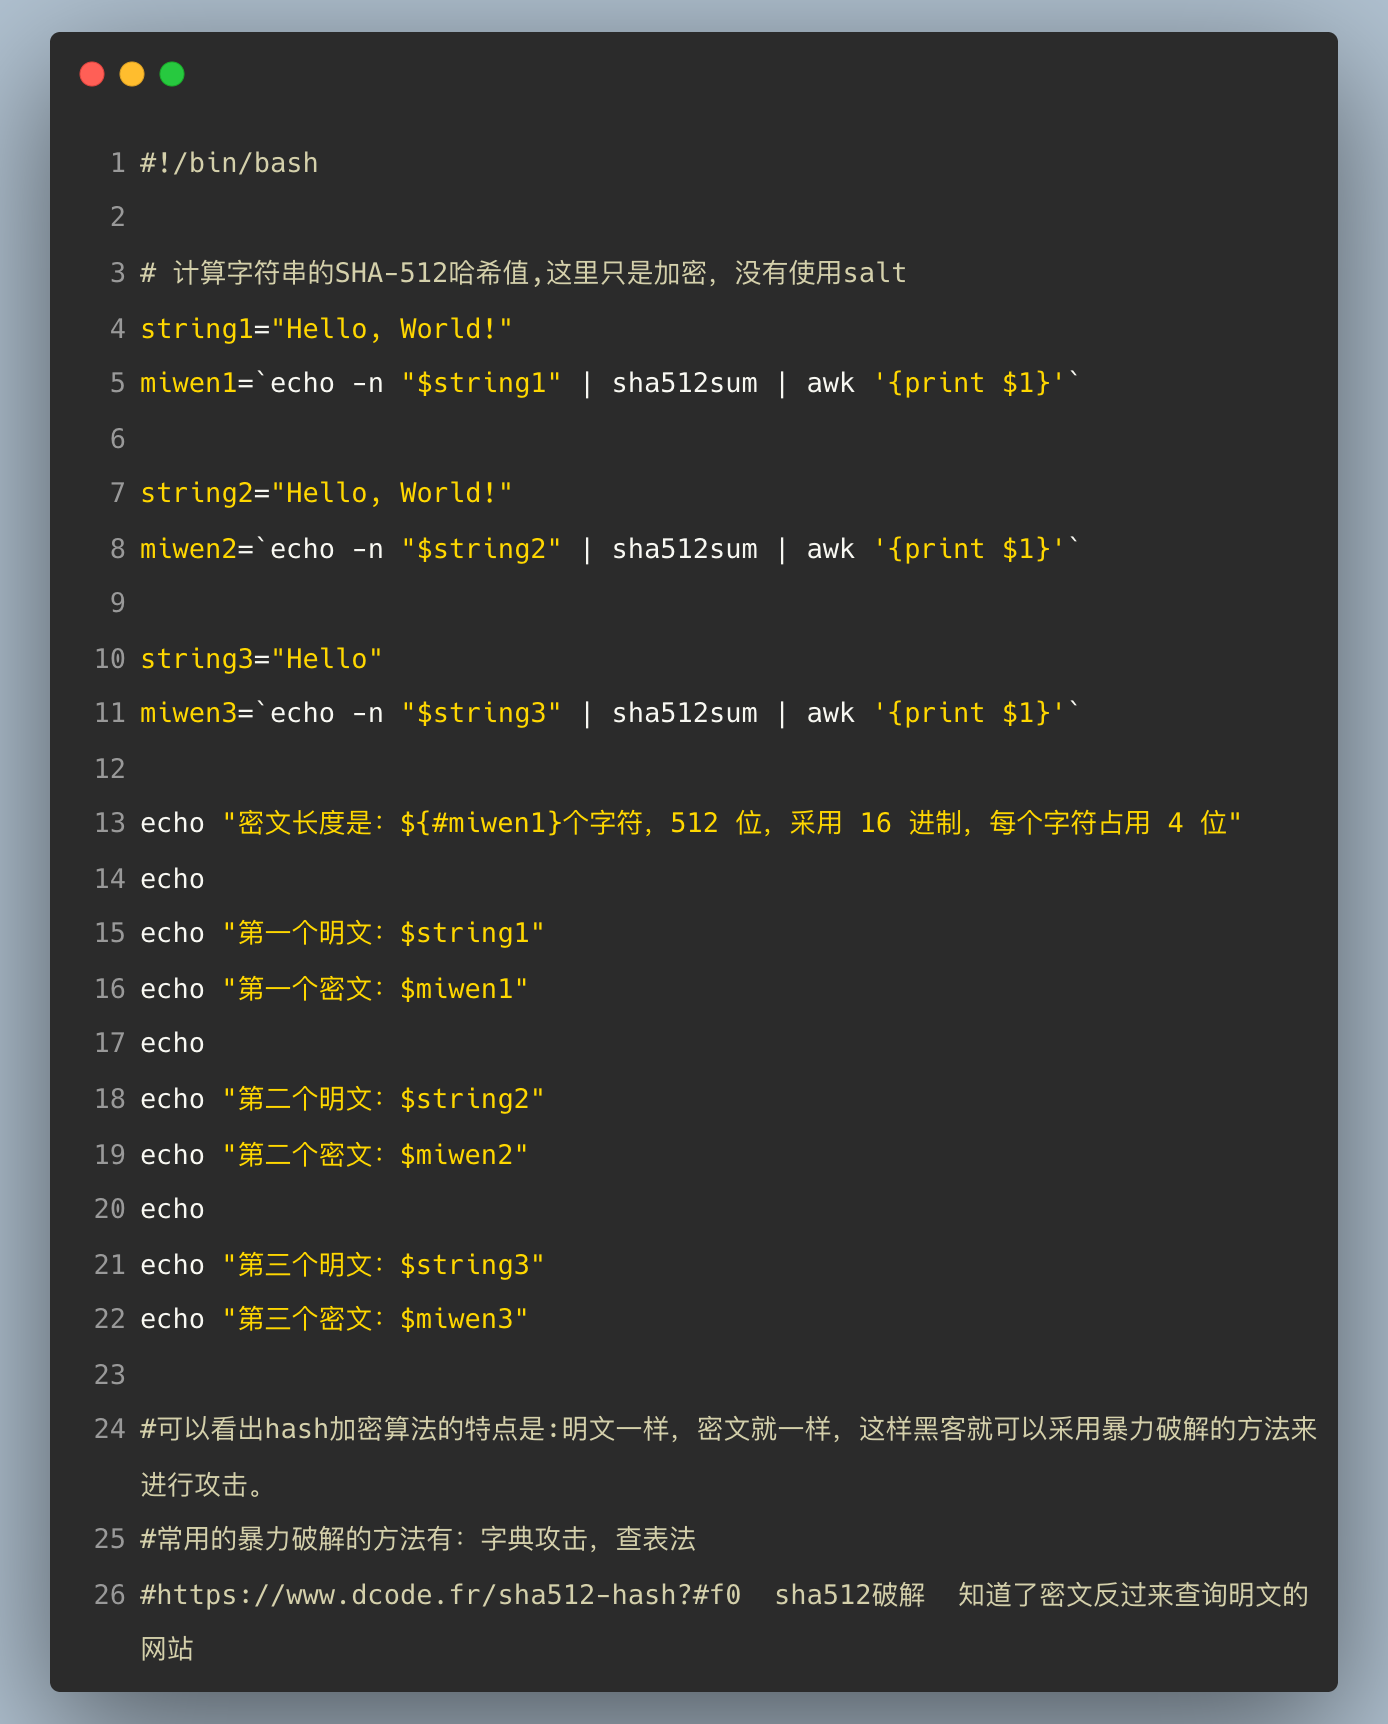 1 #!/bin/bash
2
3 # 计算字符串的SHA-512哈希值,这里只是加密，没有使用salt
4 string1="Hello, World!"
5 miwen1=`echo -n "$string1" | sha512sum | awk '{print $1}'`
6
7 string2="Hello, World!"
8 miwen2=`echo -n "$string2" | sha512sum | awk '{print $1}'`
9
10 string3="Hello"
11 miwen3=`echo -n "$string3" | sha512sum | awk '{print $1}'`
12
13 echo "密文长度是：${#miwen1}个字符，512 位，采用 16 进制，每个字符占用 4 位"
14 echo
15 echo "第一个明文：$string1"
16 echo "第一个密文：$miwen1"
17 echo
18 echo "第二个明文：$string2"
19 echo "第二个密文：$miwen2"
20 echo
21 echo "第三个明文：$string3"
22 echo "第三个密文：$miwen3"
23
24 #可以看出hash加密算法的特点是:明文一样，密文就一样，这样黑客就可以采用暴力破解的方法来
进行攻击。
25 #常用的暴力破解的方法有：字典攻击，查表法
26 #https://www.dcode.fr/sha512-hash?#f0  sha512破解  知道了密文反过来查询明文的
网站